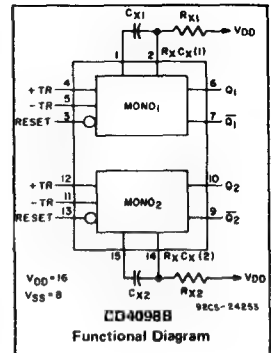 CX1 RX1 VDD
1 2 RXCX(1)
+TR 4 6 Q1
-TR 5 MONO1
RESET 3 7 Q̅1
+TR 12 10 Q2
-TR 11 MONO2
RESET 13 9 Q̅2
15 14 RXCX(2)
VDD=16 CX2 RX2 VDD
VSS=8 92CS-24255
CD4098B
Functional Diagram